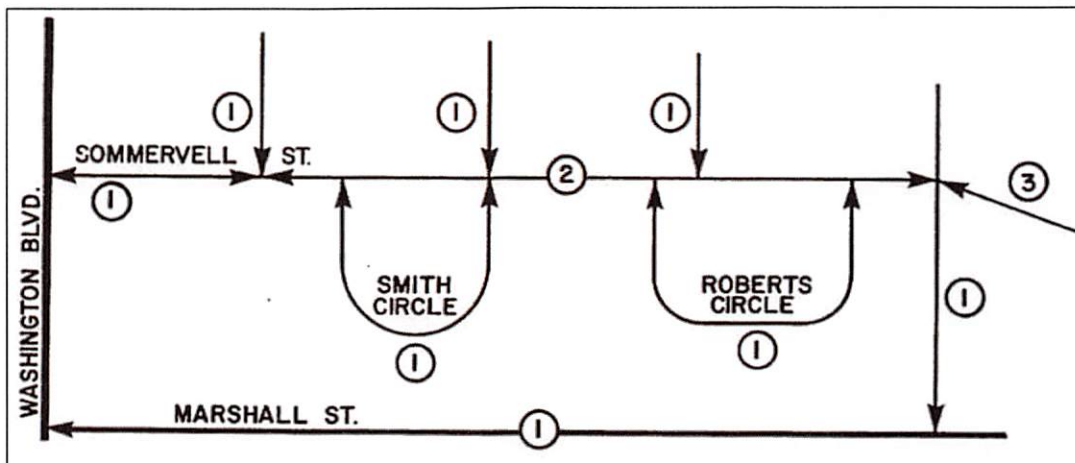 1
1
1
SOMMERVELL ST.
2
3
1
WASHINGTON BLVD.
SMITH
CIRCLE
ROBERTS
CIRCLE
1
1
1
MARSHALL ST.
1